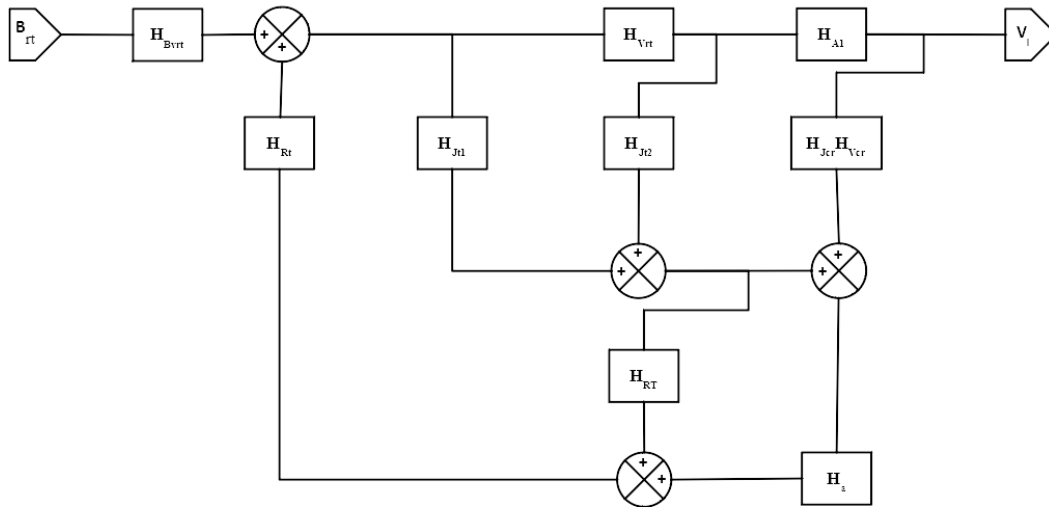 B rt
H Bvrt
+
+
H Vrt
H A1
V I
H Rt
H Jt1
H Jt2
H Jcr H Vcr
+
+
+
+
H RT
+
+
H a